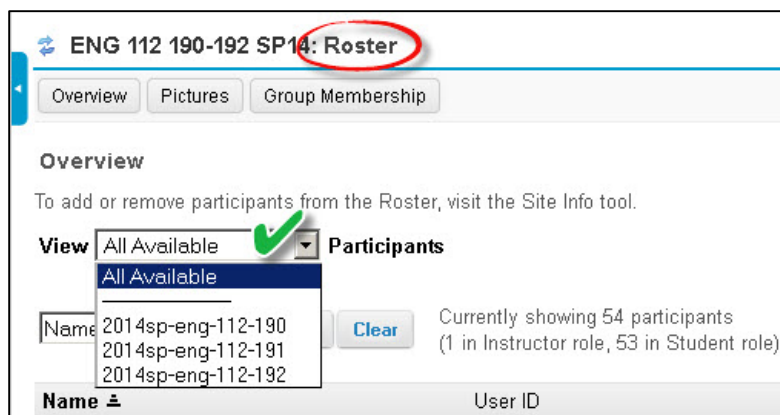 ENG 112 190-192 SP14: Roster
Overview Pictures Group Membership
Overview
To add or remove participants from the Roster, visit the Site Info tool.
View All Available Participants
All Available
2014sp-eng-112-190
2014sp-eng-112-191
2014sp-eng-112-192
Name Clear Currently showing 54 participants
(1 in Instructor role, 53 in Student role)
Name User ID